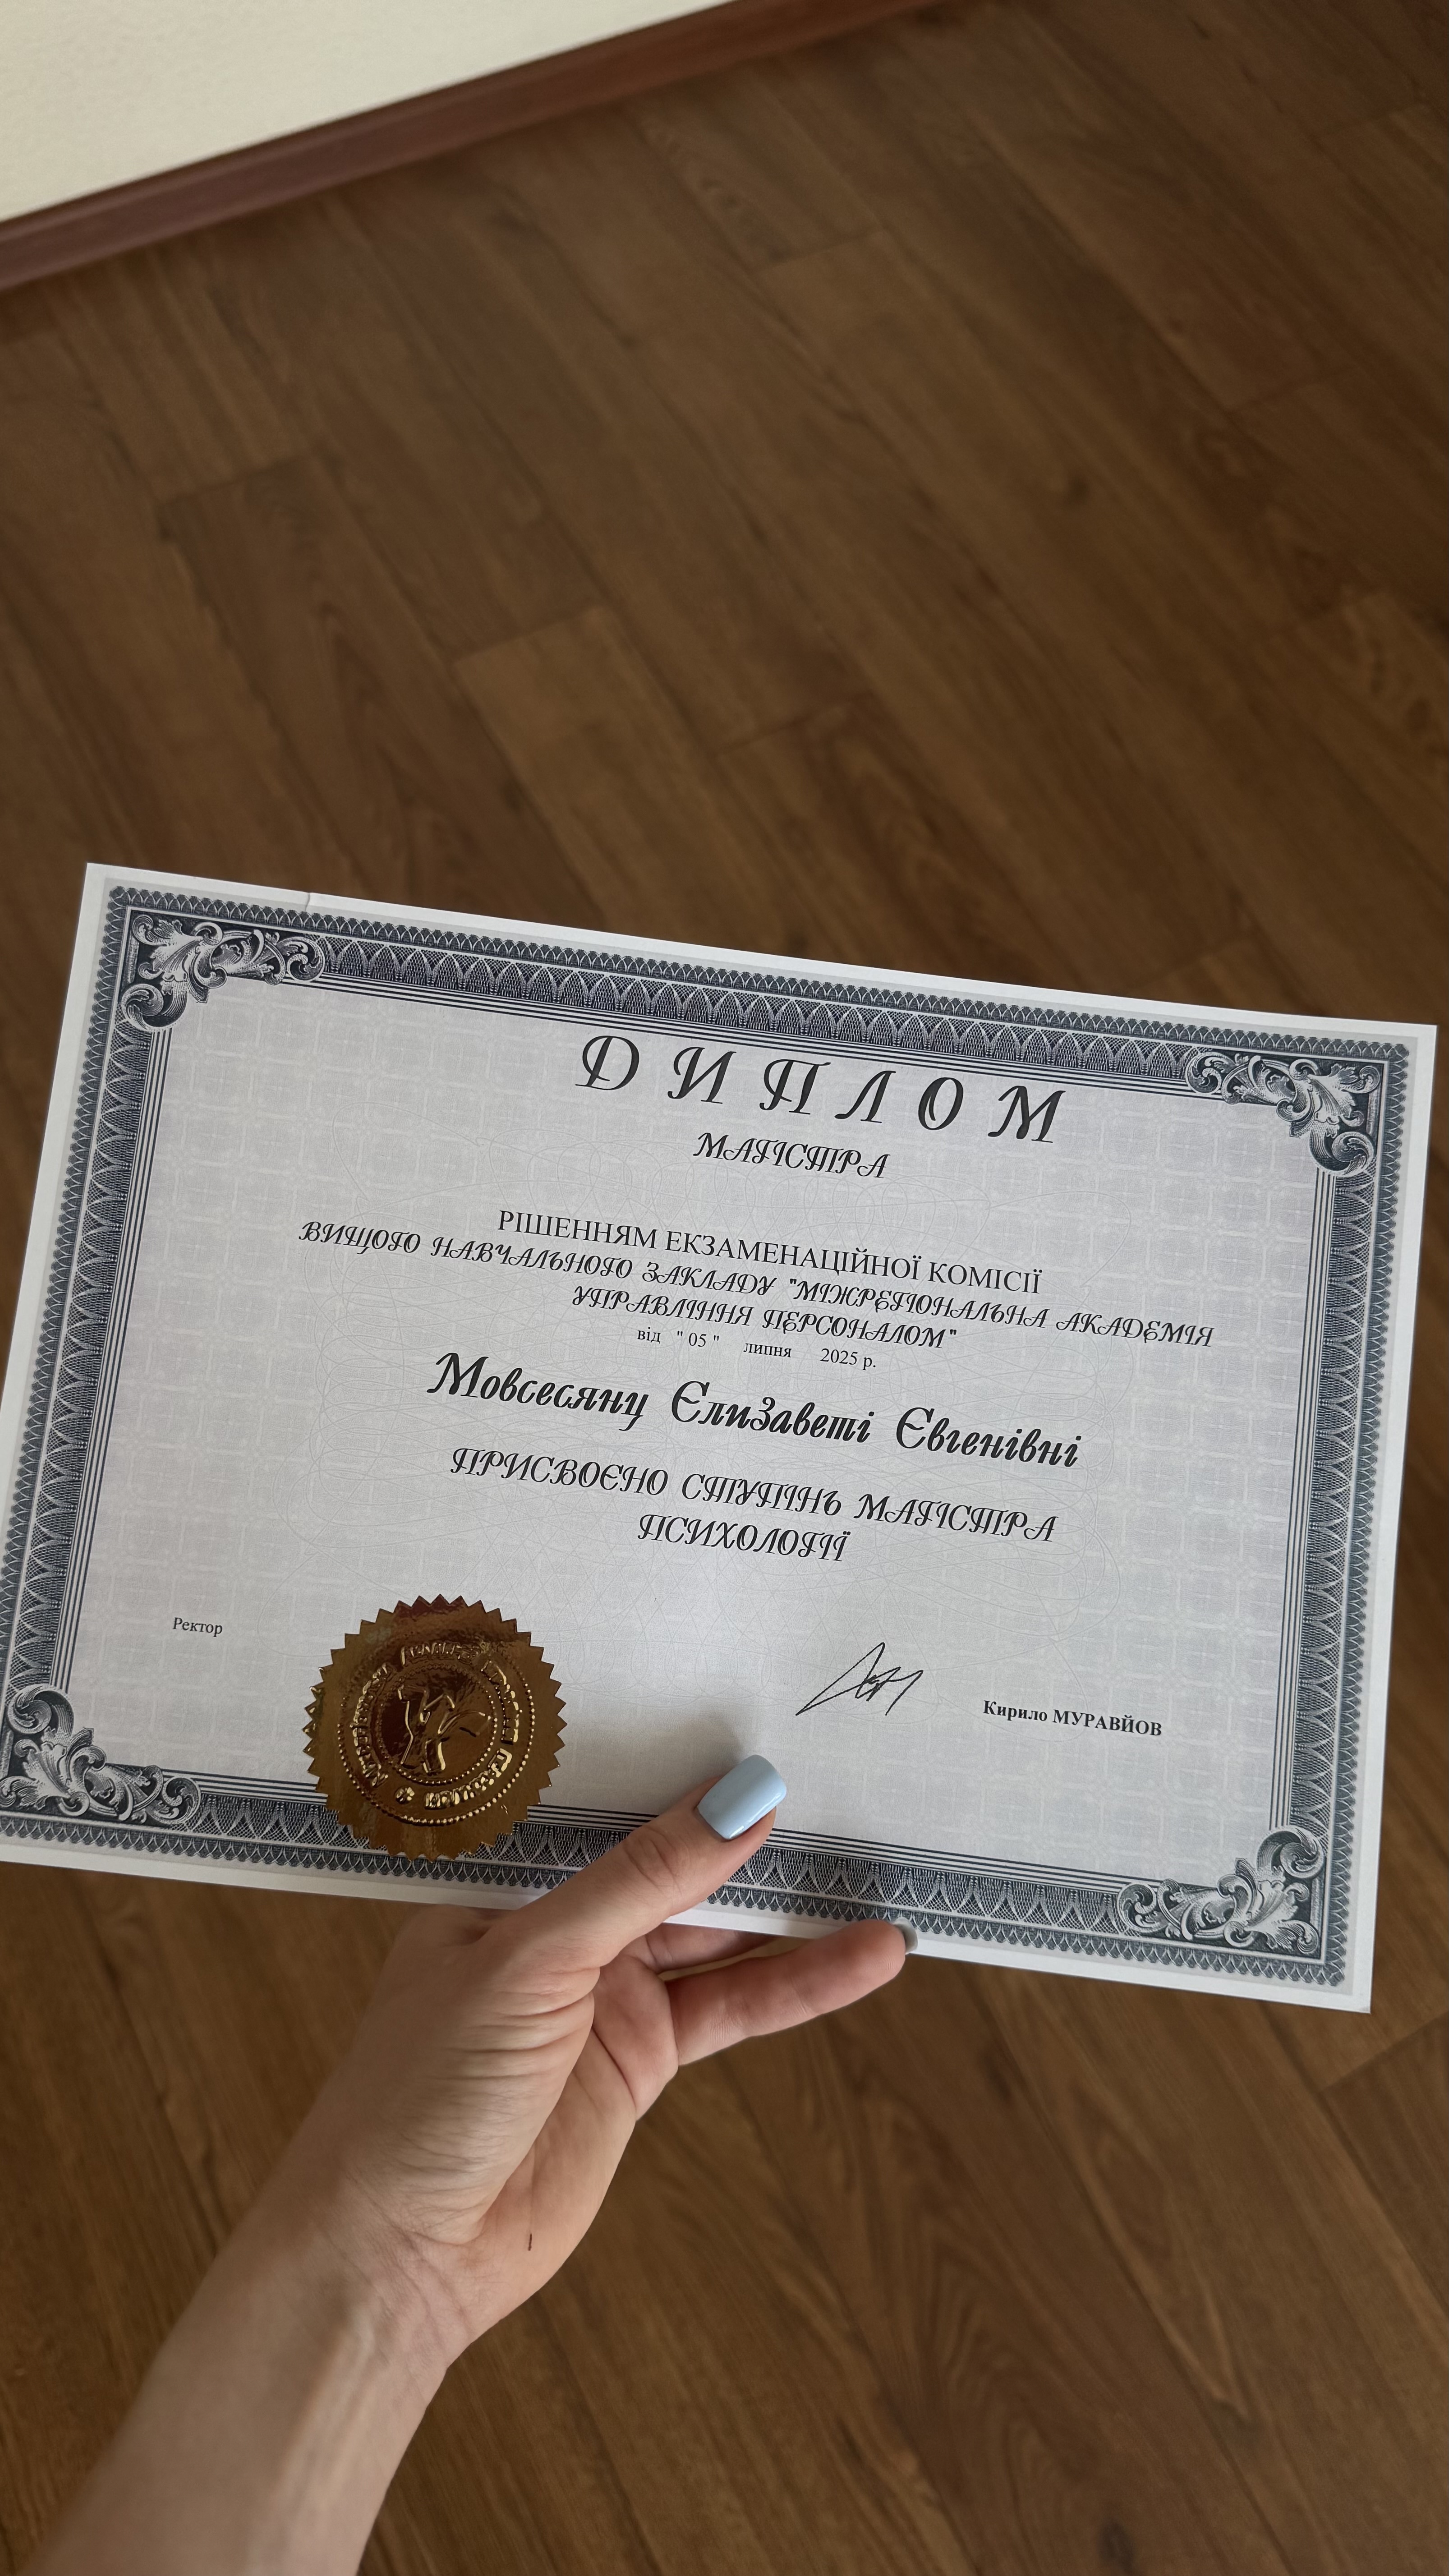 ДИПЛОМ
МАГІСТРА
РІШЕННЯМ ЕКЗАМЕНАЦІЙНОЇ КОМІСІЇ
ВИЩОГО НАВЧАЛЬНОГО ЗАКЛАДУ "МІЖРЕГІОНАЛЬНА АКАДЕМІЯ
УПРАВЛІННЯ ПЕРСОНАЛОМ"
від "05" липня 2025 р.
Мовсесяну Єлизаветі Євгенівні
ПРИСВОЄНО СТУПІНЬ МАГІСТРА
ПСИХОЛОГІЇ
Ректор
Кирило МУРАВЙОВ